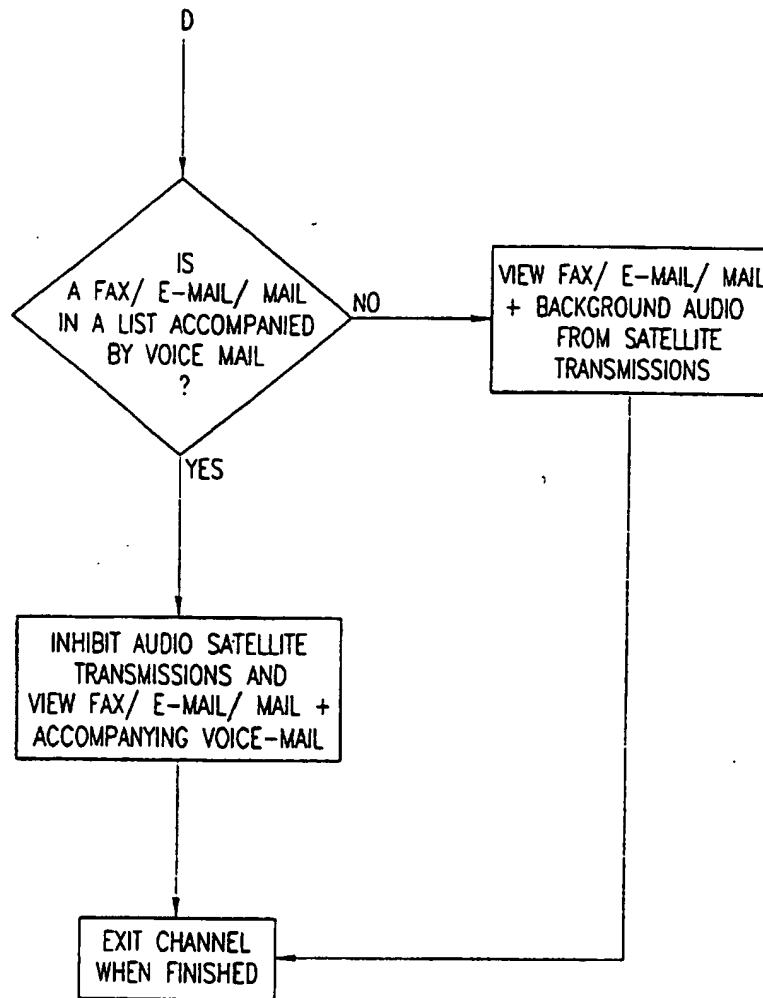 D
IS
A FAX/ E-MAIL/ MAIL
IN A LIST ACCOMPANIED
BY VOICE MAIL
?
NO
VIEW FAX/ E-MAIL/ MAIL
+ BACKGROUND AUDIO
FROM SATELLITE
TRANSMISSIONS
YES
INHIBIT AUDIO SATELLITE
TRANSMISSIONS AND
VIEW FAX/ E-MAIL/ MAIL +
ACCOMPANYING VOICE-MAIL
EXIT CHANNEL
WHEN FINISHED